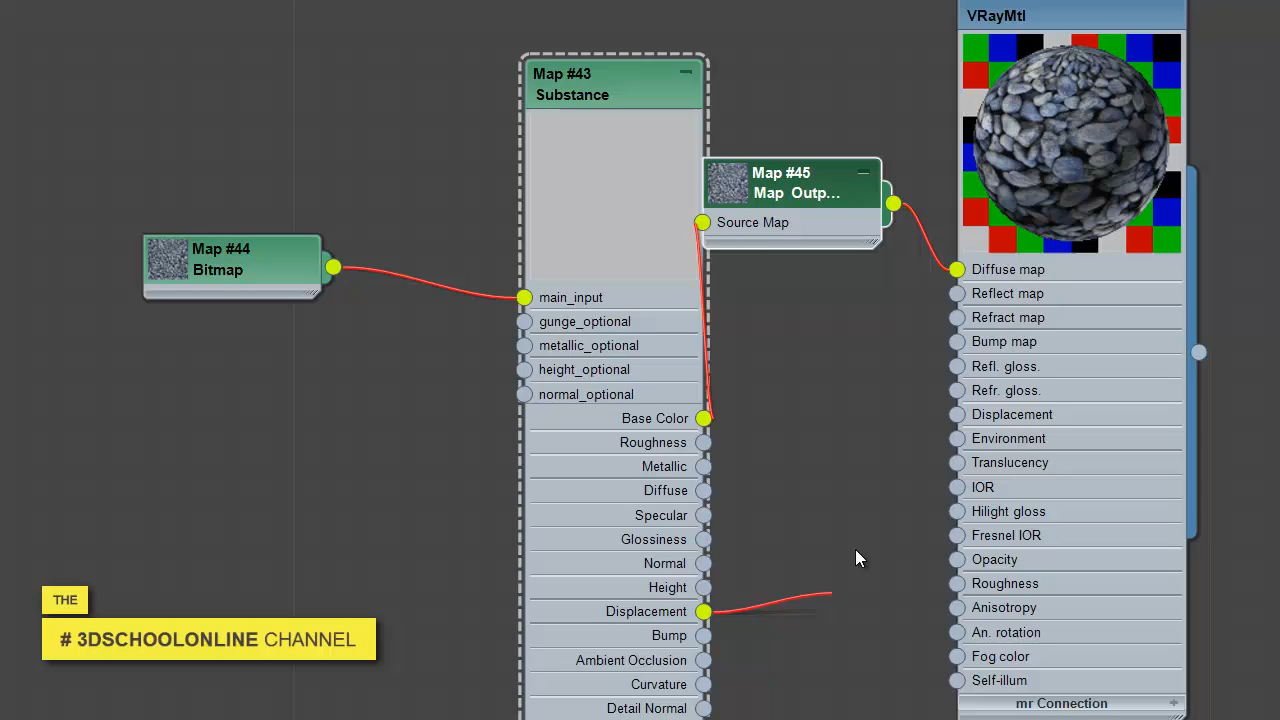 VRayMtl
Map #43
Substance
Map #45
Map Outp...
Source Map
Map #44
Bitmap
main_input
gunge_optional
metallic_optional
height_optional
normal_optional
Base Color
Roughness
Metallic
Diffuse
Specular
Glossiness
Normal
Height
Displacement
Bump
Ambient Occlusion
Curvature
Detail Normal
Diffuse map
Reflect map
Refract map
Bump map
Refl. gloss.
Refr. gloss.
Displacement
Environment
Translucency
IOR
Hilight gloss
Fresnel IOR
Opacity
Roughness
Anisotropy
An. rotation
Fog color
Self-illum
mr Connection
THE
# 3DSCHOOLONLINE CHANNEL